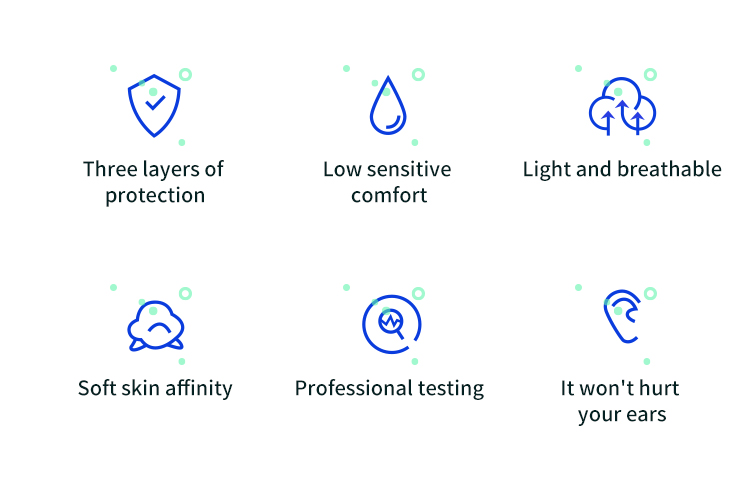 Three layers of
protection
Low sensitive
comfort
Light and breathable
Soft skin affinity
Professional testing
It won't hurt
your ears